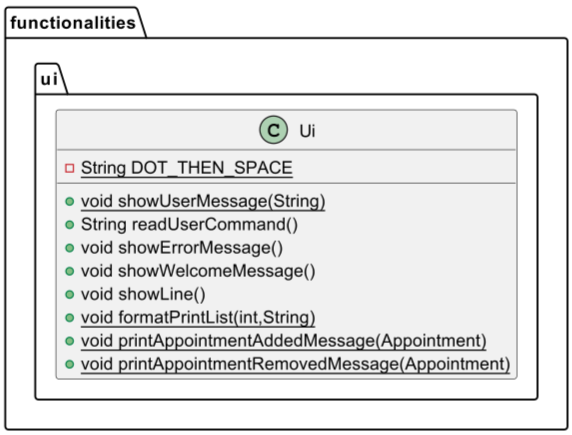 functionalities
ui
C Ui
String DOT_THEN_SPACE
void showUserMessage(String)
String readUserCommand()
void showErrorMessage()
void showWelcomeMessage()
void showLine()
void formatPrintList(int,String)
void printAppointmentAddedMessage(Appointment)
void printAppointmentRemovedMessage(Appointment)